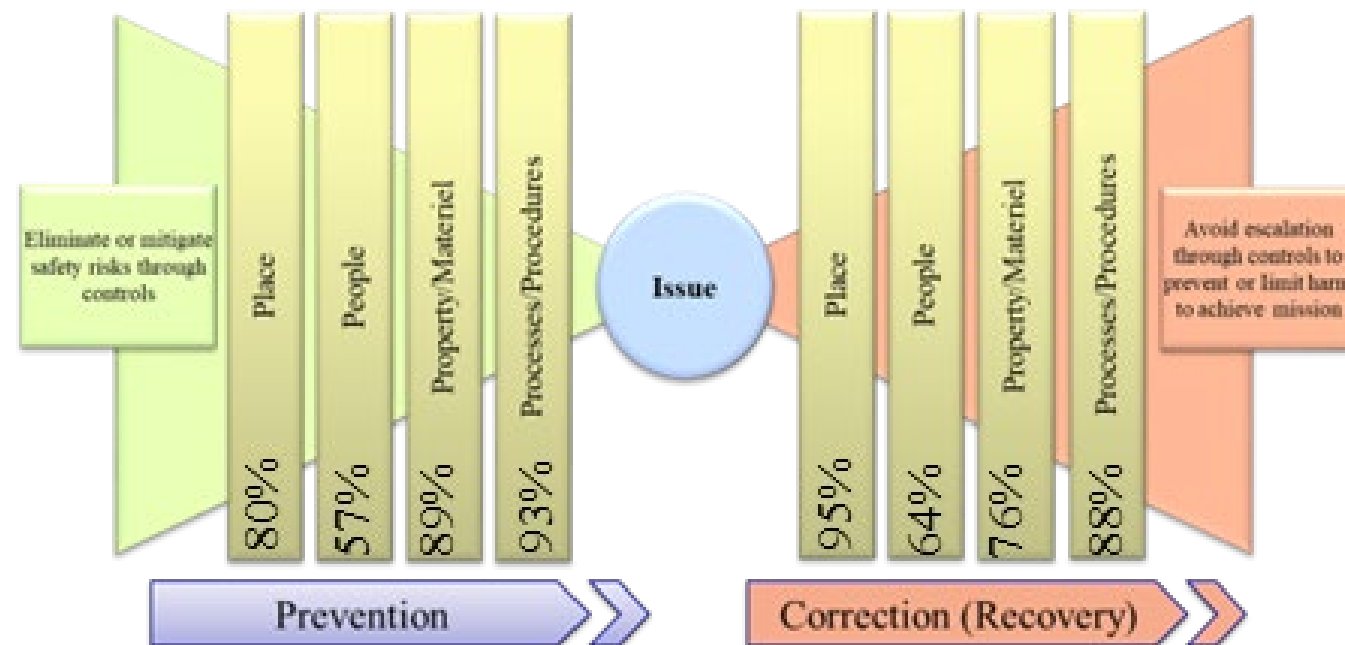 Eliminate or mitigate
safety risks through
controls
Place
80%
People
57%
Property/Materiel
89%
Processes/Procedures
93%
Issue
Place
95%
People
64%
Property/Materiel
76%
Processes/Procedures
88%
Avoid escalation
through controls to
prevent or limit harm
to achieve mission
Prevention
Correction (Recovery)